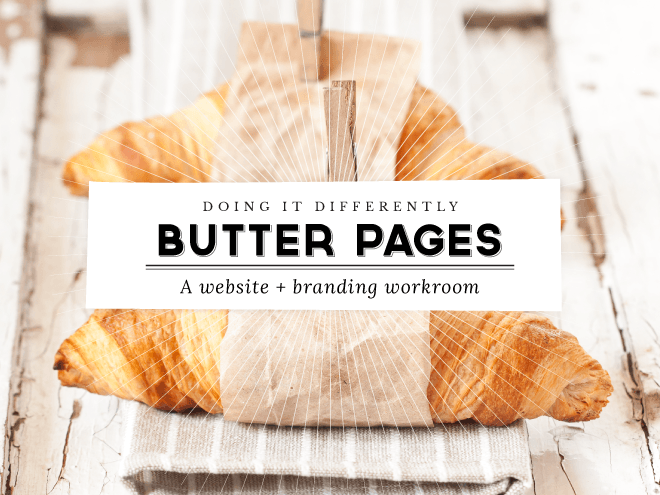 DOING IT DIFFERENTLY
BUTTER PAGES
A website + branding workroom